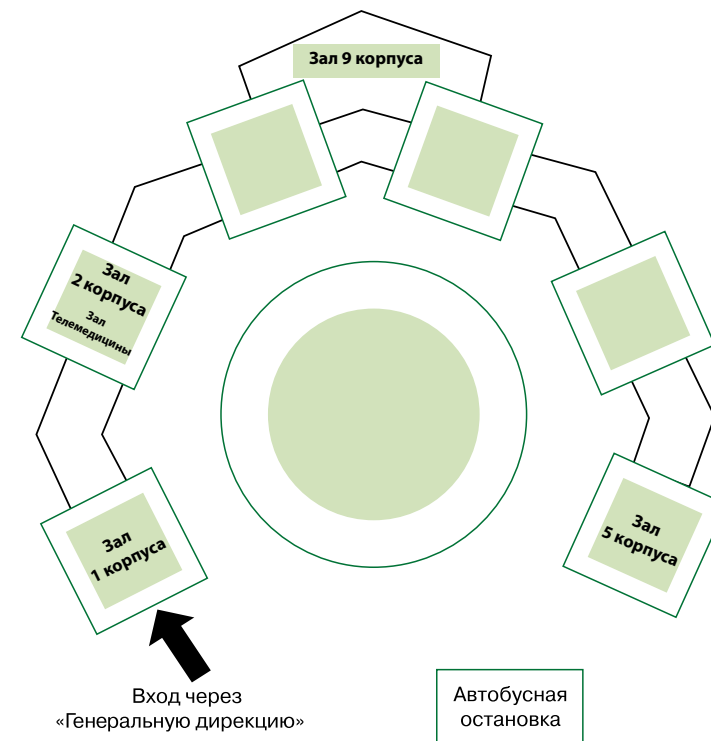 Зал 9 корпуса
Зал
2 корпуса
Зал
Телемедицины
Зал
1 корпуса
Зал
5 корпуса
Вход через
«Генеральную дирекцию»
Автобусная
остановка